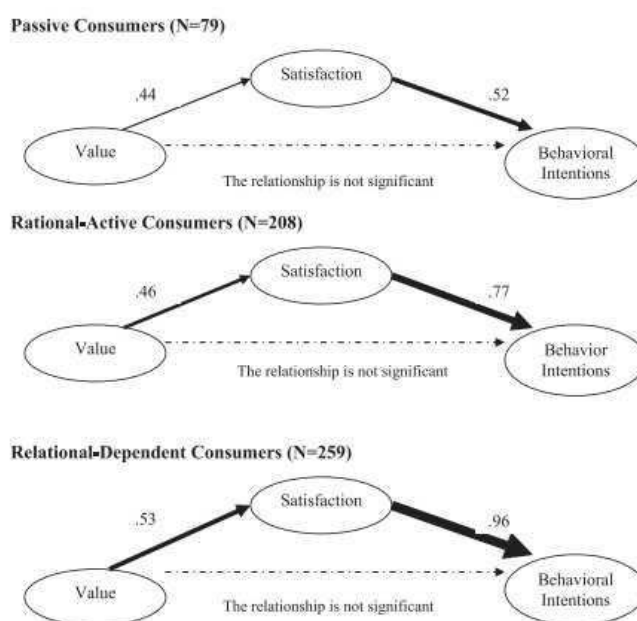 Passive Consumers (N=79)
Satisfaction
.44
.52
Value
Behavioral
Intentions
The relationship is not significant
Rational-Active Consumers (N=208)
Satisfaction
.46
.77
Value
Behavior
Intentions
The relationship is not significant
Relational-Dependent Consumers (N=259)
Satisfaction
.53
.96
Value
Behavioral
Intentions
The relationship is not significant